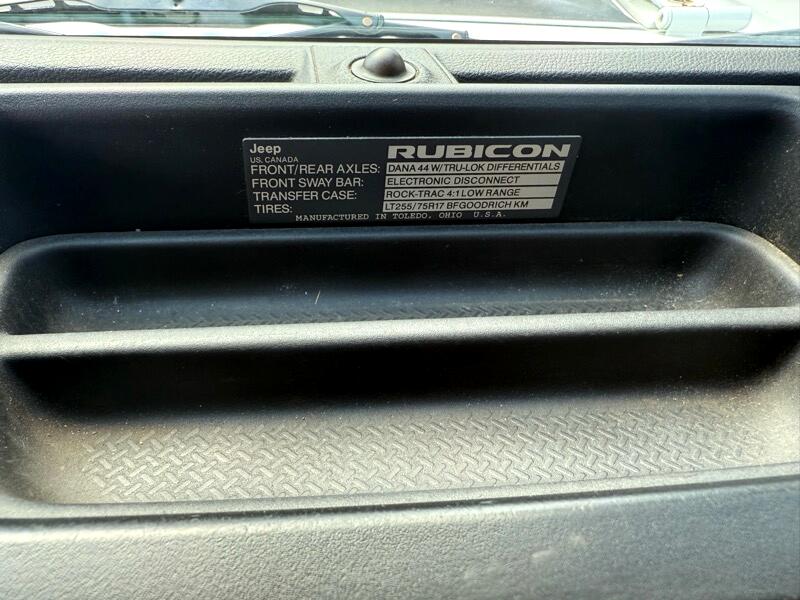 Jeep RUBICON
US, CANADA
FRONT/REAR AXLES: DANA 44 W/TRU-LOK DIFFERENTIALS
FRONT SWAY BAR: ELECTRONIC DISCONNECT
TRANSFER CASE: ROCK-TRAC 4:1 LOW RANGE
TIRES: LT255/75R17 BFGOODRICH KM
MANUFACTURED IN TOLEDO, OHIO U.S.A.